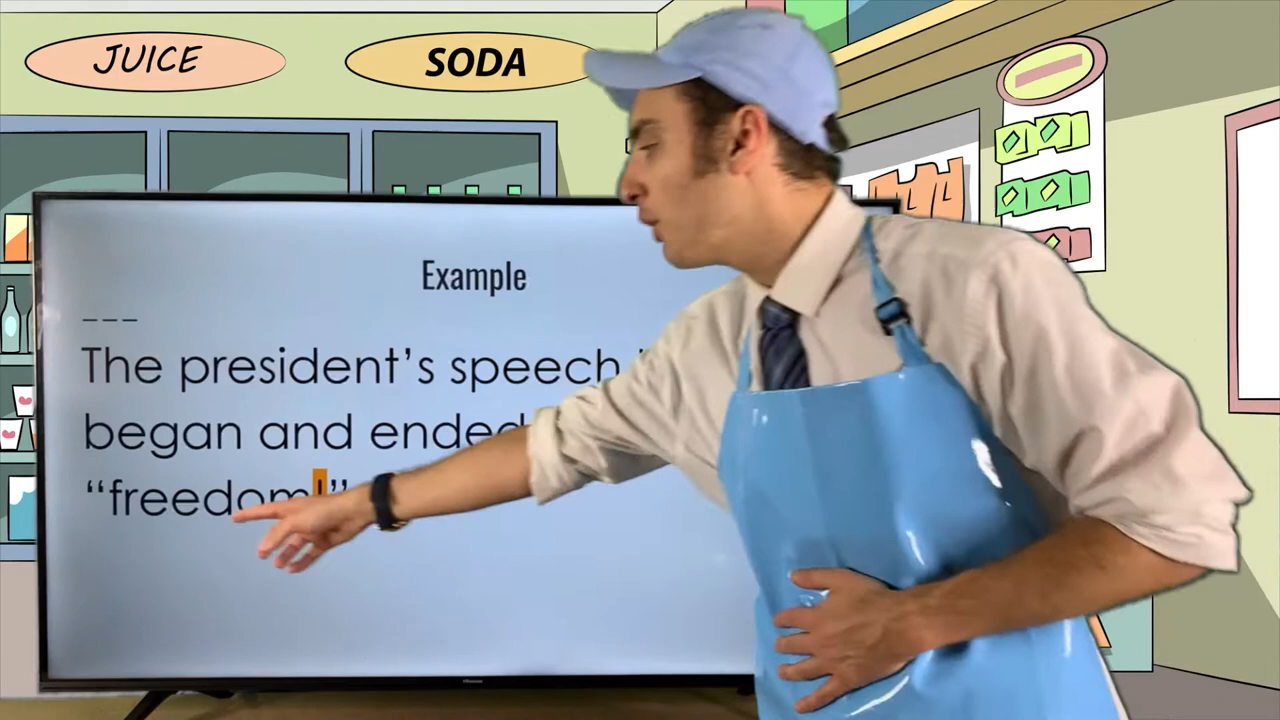 JUICE
SODA
Example
The president’s speech
began and ended
“freedom!”